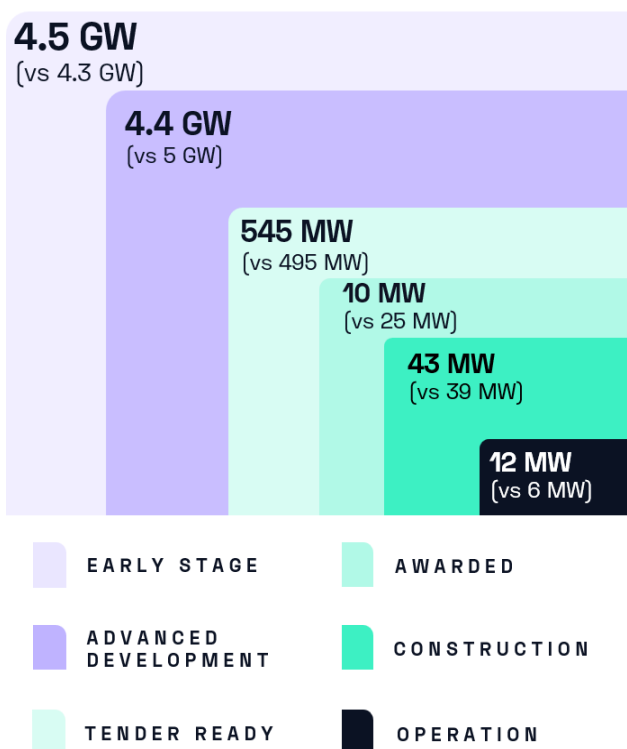 4.5 GW
(vs 4.3 GW)
4.4 GW
(vs 5 GW)
545 MW
(vs 495 MW)
10 MW
(vs 25 MW)
43 MW
(vs 39 MW)
12 MW
(vs 6 MW)
EARLY STAGE
ADVANCED
DEVELOPMENT
TENDER READY
AWARDED
CONSTRUCTION
OPERATION